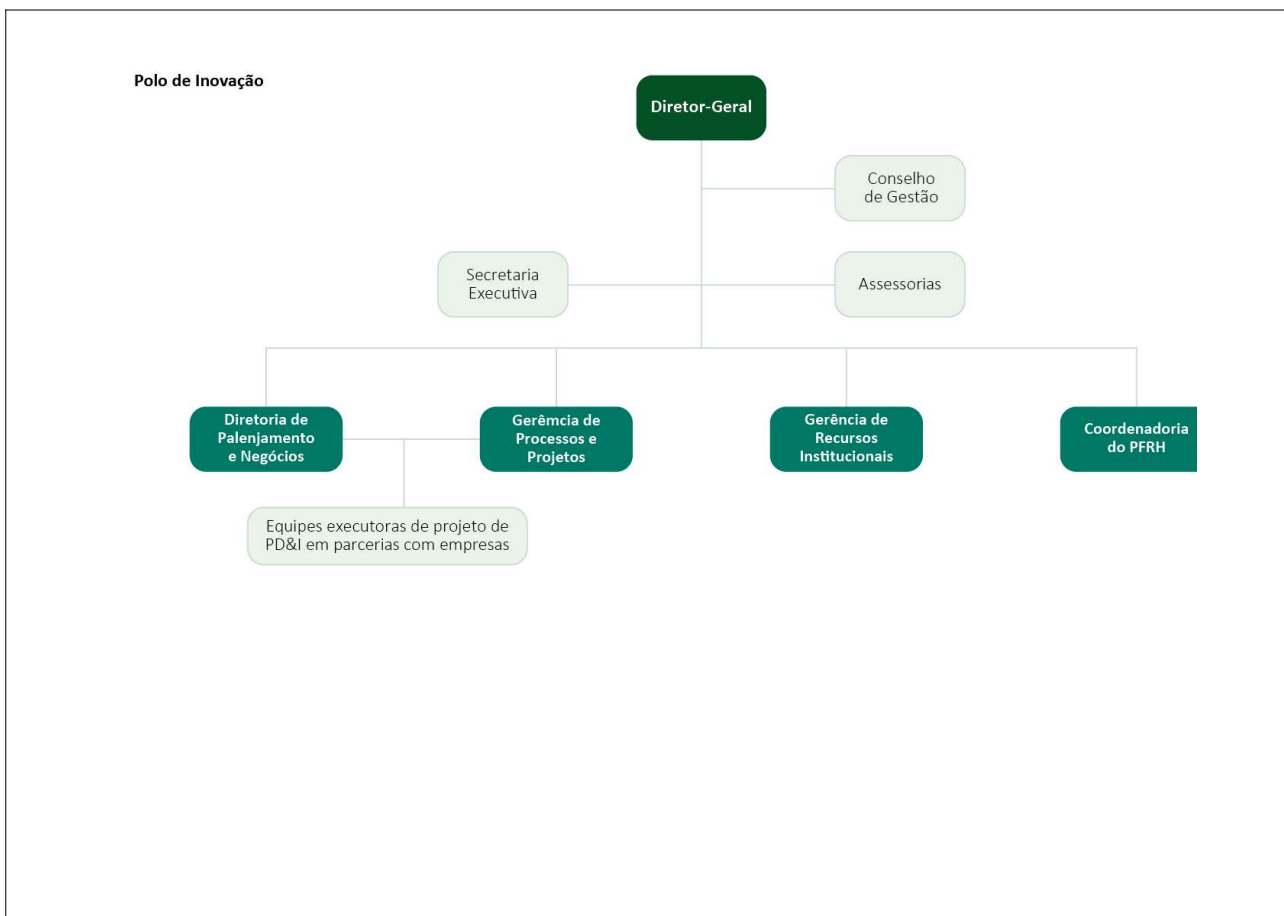 Polo de Inovação
Diretor-Geral
Conselho
de Gestão
Secretaria
Executiva
Assessorias
Diretoria de
Palenjamento
e Negócios
Gerêmcia de
Processos e
Projetos
Gerência de
Recursos
Institucionais
Coordenadoria
do PFRH
Equipes executoras de projeto de
PD&I em parcerias com empresas